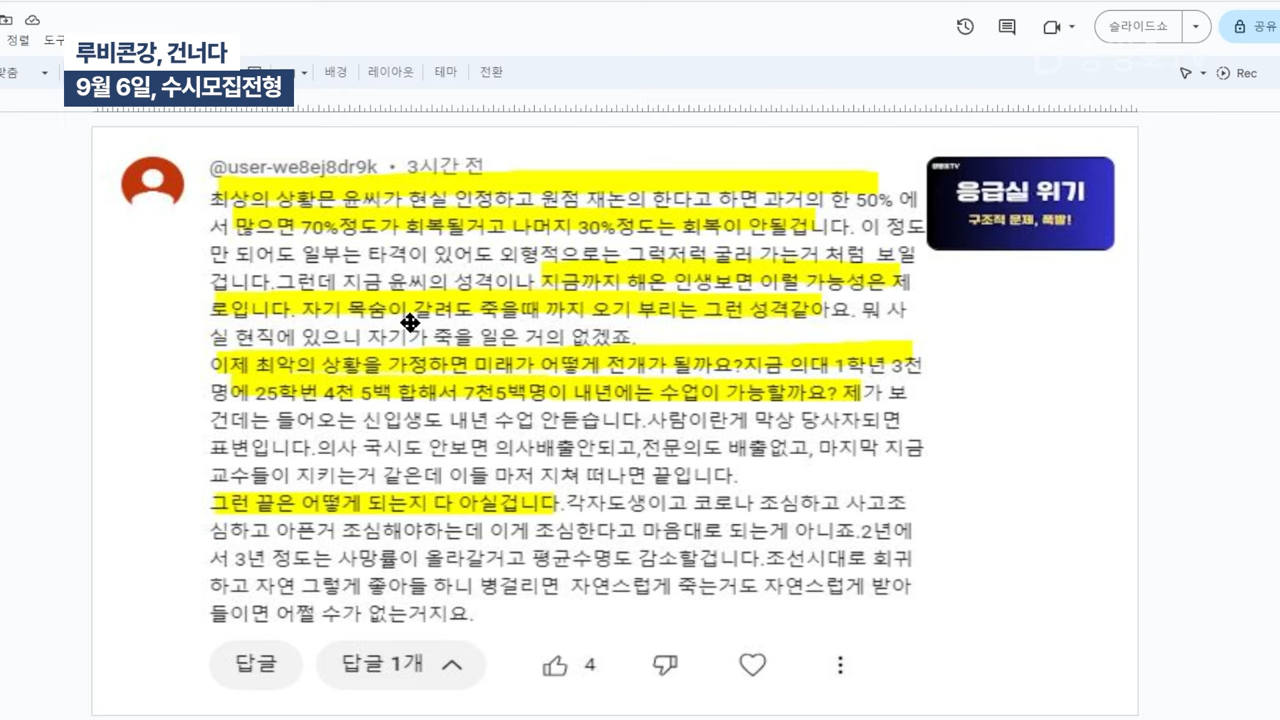 정렬 도구
루비콘강, 건너다
9월 6일, 수시모집전형
맞춤 배경 레이아웃 테마 전환
슬라이드쇼 공유
Rec
@user-we8ej8dr9k • 3시간 전
최상의 상황믄 윤씨가 현실 인정하고 원점 재논의 한다고 하면 과거의 한 50% 에
서 많으면 70%정도가 회복될거고 나머지 30%정도는 회복이 안될겁니다. 이 정도
만 되어도 일부는 타격이 있어도 외형적으로는 그럭저럭 굴러 가는거 처럼 보일
겁니다.그런데 지금 윤씨의 성격이나 지금까지 해온 인생보면 이럴 가능성은 제
로입니다. 자기 목숨이 갈려도 죽을때 까지 오기 부리는 그런 성격같아요. 뭐 사
실 현직에 있으니 자기가 죽을 일은 거의 없겠죠.
이제 최악의 상황을 가정하면 미래가 어떻게 전개가 될까요?지금 의대 1학년 3천
명에 25학번 4천 5백 합해서 7천5백명이 내년에는 수업이 가능할까요? 제가 보
건데는 들어오는 신입생도 내년 수업 안듣습니다.사람이란게 막상 당사자되면
표변입니다.의사 국시도 안보면 의사배출안되고,전문의도 배출없고, 마지막 지금
교수들이 지키는거 같은데 이들 마저 지쳐 떠나면 끝입니다.
그런 끝은 어떻게 되는지 다 아실겁니다.각자도생이고 코로나 조심하고 사고조
심하고 아픈거 조심해야하는데 이게 조심한다고 마음대로 되는게 아니죠.2년에
서 3년 정도는 사망률이 올라갈거고 평균수명도 감소할겁니다.조선시대로 회귀
하고 자연 그렇게 좋아들 하니 병걸리면 자연스럽게 죽는거도 자연스럽게 받아
들이면 어쩔 수가 없는거지요.
답글 답글 1개 4
응급실 위기
구조적 문제, 폭발!